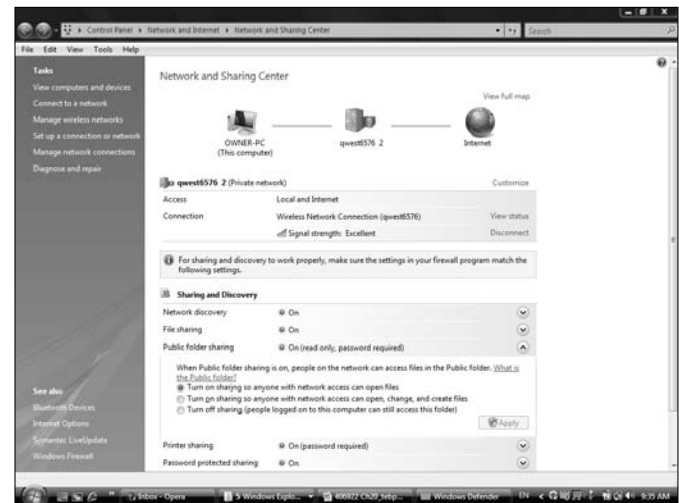 Control Panel ▸ Network and Internet ▸ Network and Sharing Center
Search
File Edit View Tools Help
Tasks
View computers and devices
Connect to a network
Manage wireless networks
Set up a connection or network
Manage network connections
Diagnose and repair
See also
Bluetooth Devices
Internet Options
Symantec LiveUpdate
Windows Firewall
Network and Sharing Center
View full map
OWNER-PC
(This computer)
qwest6576 2
Internet
qwest6576 2 (Private network)
Customize
Access Local and Internet
Connection Wireless Network Connection (qwest6576) View status
Signal strength: Excellent Disconnect
For sharing and discovery to work properly, make sure the settings in your firewall program match the
following settings.
Sharing and Discovery
Network discovery On
File sharing On
Public folder sharing On (read only, password required)
When Public folder sharing is on, people on the network can access files in the Public folder. What is
the Public folder?
Turn on sharing so anyone with network access can open files
Turn on sharing so anyone with network access can open, change, and create files
Turn off sharing (people logged on to this computer can still access this folder)
Apply
Printer sharing On (password required)
Password protected sharing On
Inbox - Opera
5 Windows Explo...
406922 Ch20_tebp...
Windows Defender
EN
9:35 AM